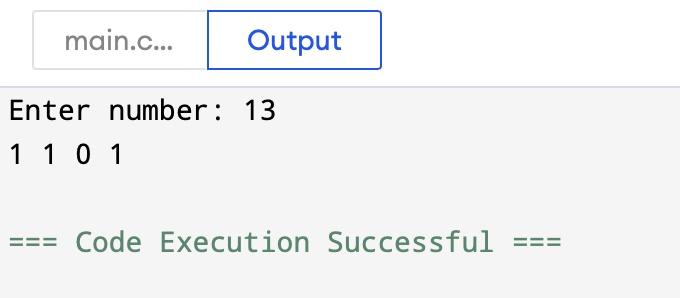 main.c...
Output
Enter number: 13
1 1 0 1
=== Code Execution Successful ===